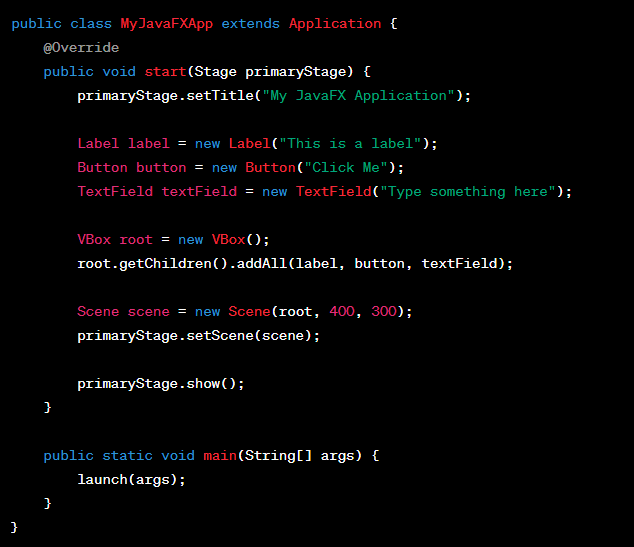 public class MyJavaFXApp extends Application {
    @Override
    public void start(Stage primaryStage) {
        primaryStage.setTitle("My JavaFX Application");

        Label label = new Label("This is a label");
        Button button = new Button("Click Me");
        TextField textField = new TextField("Type something here");

        VBox root = new VBox();
        root.getChildren().addAll(label, button, textField);

        Scene scene = new Scene(root, 400, 300);
        primaryStage.setScene(scene);

        primaryStage.show();
    }

    public static void main(String[] args) {
        launch(args);
    }
}